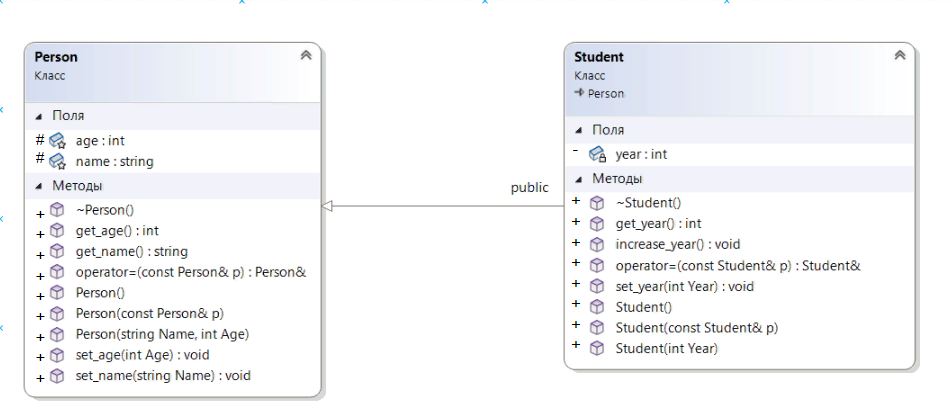 Person
Класс
Поля
# age : int
# name : string
Методы
+ ~Person()
+ get_age() : int
+ get_name() : string
+ operator=(const Person& p) : Person&
+ Person()
+ Person(const Person& p)
+ Person(string Name, int Age)
+ set_age(int Age) : void
+ set_name(string Name) : void
public
Student
Класс
Person
Поля
- year : int
Методы
+ ~Student()
+ get_year() : int
+ increase_year() : void
+ operator=(const Student& p) : Student&
+ set_year(int Year) : void
+ Student()
+ Student(const Student& p)
+ Student(int Year)